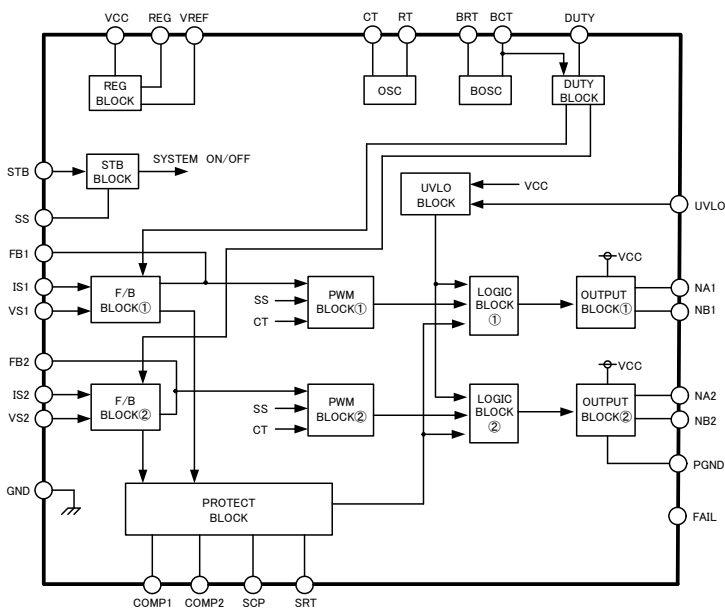 VCC REG VREF CT RT BRT BCT DUTY
REG
BLOCK
OSC
BOSC
DUTY
BLOCK
STB
STB
BLOCK
SYSTEM ON/OFF
SS
UVLO
BLOCK
VCC
UVLO
FB1
IS1
VS1
F/B
BLOCK①
SS
CT
PWM
BLOCK①
LOGIC
BLOCK
①
VCC
OUTPUT
BLOCK①
NA1
NB1
FB2
IS2
VS2
F/B
BLOCK②
SS
CT
PWM
BLOCK②
LOGIC
BLOCK
②
VCC
OUTPUT
BLOCK②
NA2
NB2
PGND
GND
PROTECT
BLOCK
FAIL
COMP1 COMP2 SCP SRT